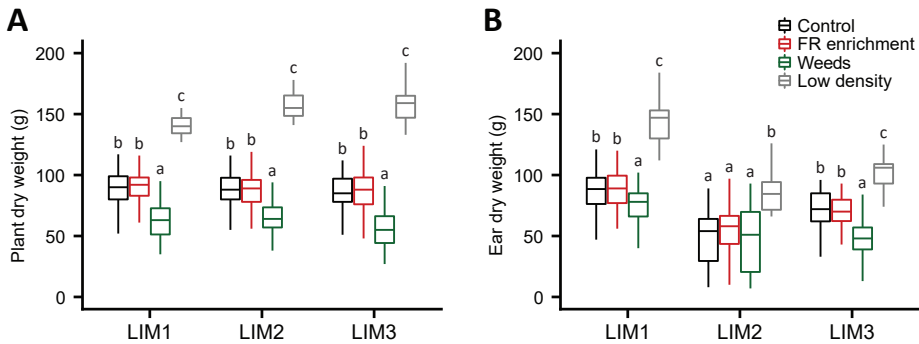 A
Plant dry weight (g)
200
150
100
50
0
b b a c
b b a c
b b a c
LIM1 LIM2 LIM3
B
Control
FR enrichment
Weeds
Low density
Ear dry weight (g)
200
150
100
50
0
b b a c
a a a b
b b a c
LIM1 LIM2 LIM3